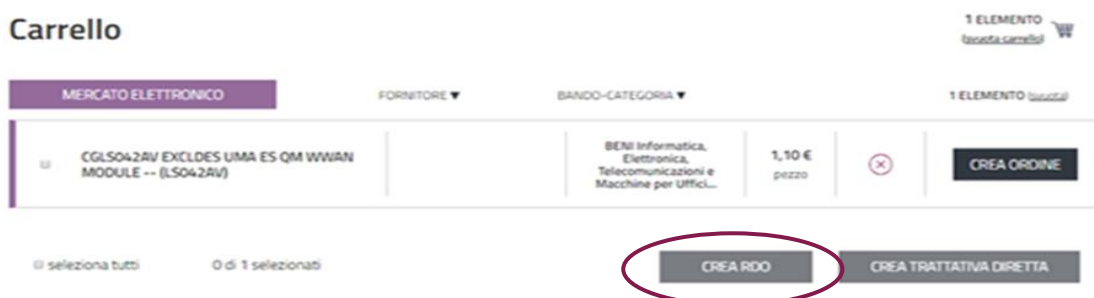 Carrello
1 ELEMENTO
(svuota carrello)
MERCATO ELETTRONICO
FORNITORE ▼
BANDO-CATEGORIA ▼
1 ELEMENTO (svuota)
CGLS042AV EXCLDES UMA ES QM WWAN
MODULE -- (LS042AV)
BENI Informatica,
Elettronica,
Telecomunicazioni e
Macchine per Uffici...
1,10 €
pezzo
CREA ORDINE
seleziona tutti
0 di 1 selezionati
CREA RDO
CREA TRATTATIVA DIRETTA